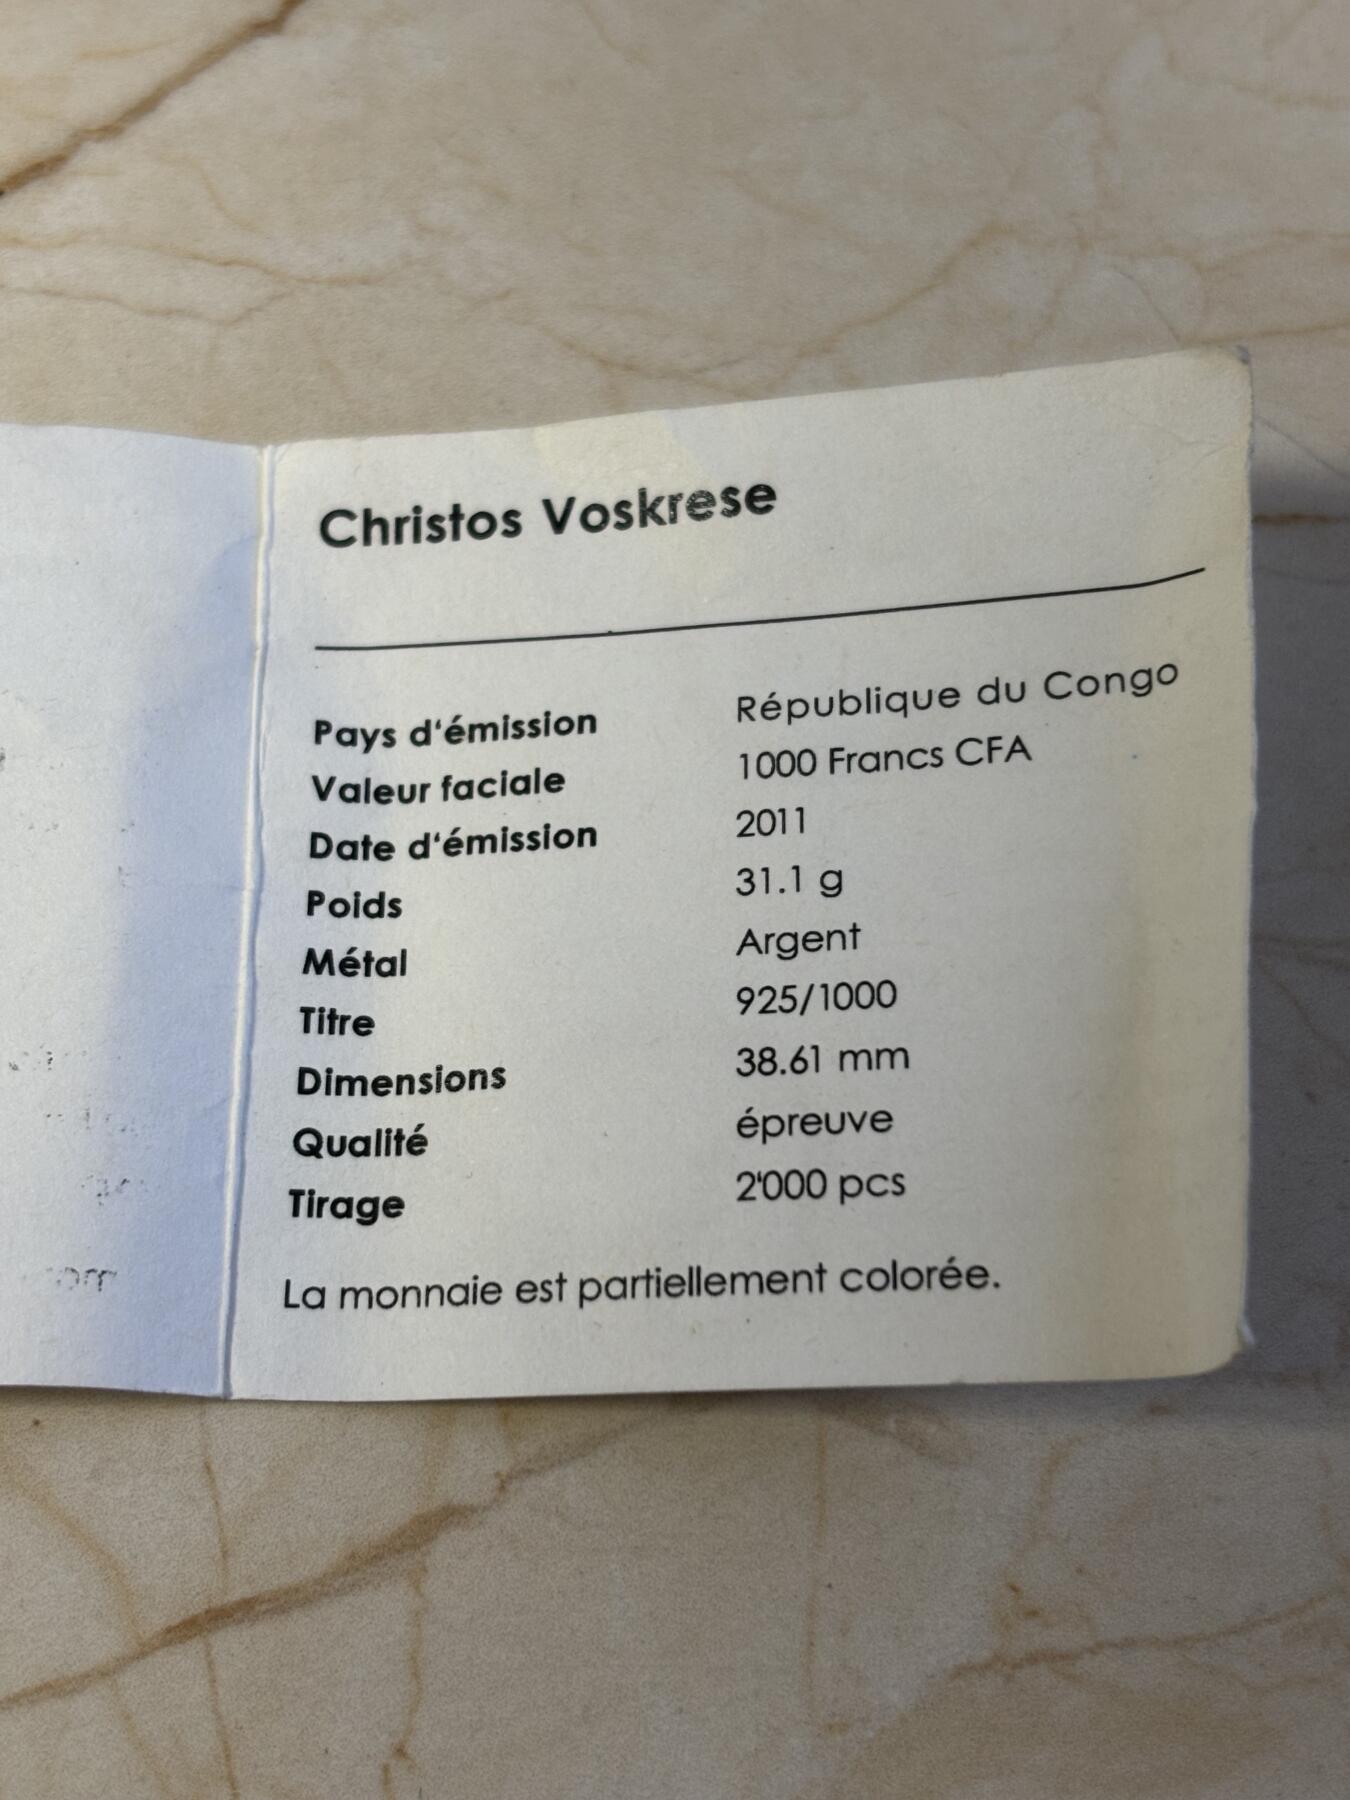 Christos Voskrese
Pays d‘émission République du Congo
Valeur faciale 1000 Francs CFA
Date d‘émission 2011
Poids 31.1 g
Métal Argent
Titre 925/1000
Dimensions 38.61 mm
Qualité épreuve
Tirage 2'000 pcs
La monnaie est partiellement colorée.